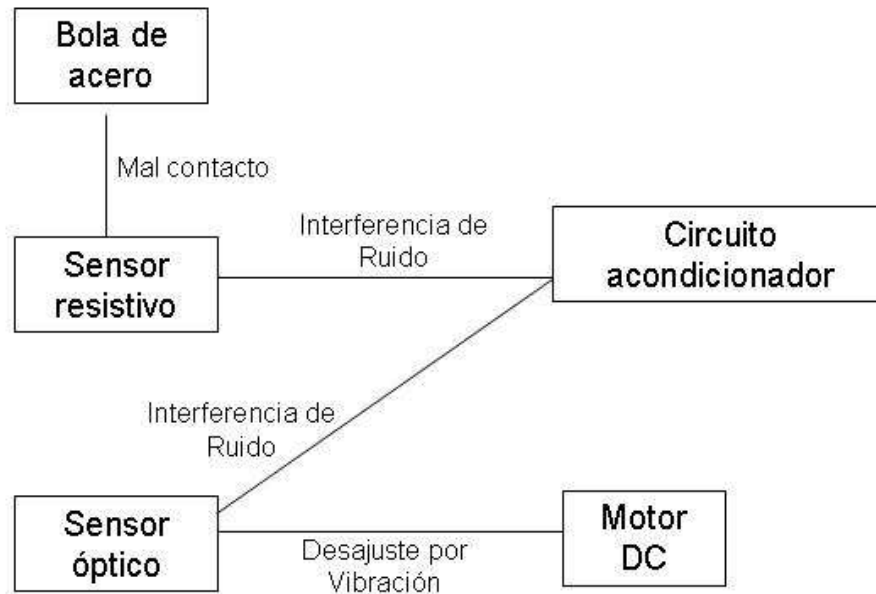 Bola de
acero
Mal contacto
Interferencia de
Ruido
Circuito
acondicionador
Sensor
resistivo
Interferencia de
Ruido
Sensor
óptico
Desajuste por
Vibración
Motor
DC